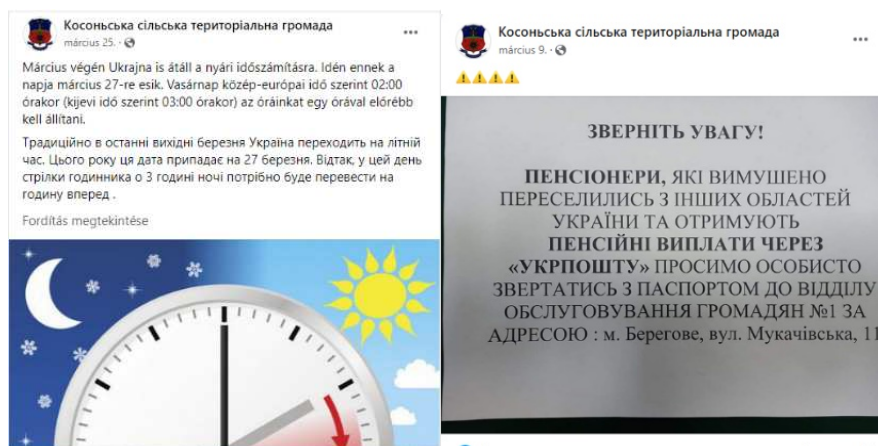 Косоньська сільська територіальна громада
március 25. ·
Március végén Ukrajna is átáll a nyári időszámításra. Idén ennek a
napja március 27-re esik. Vasárnap közép-európai idő szerint 02:00
órakor (kijevi idő szerint 03:00 órakor) az óráinkat egy órával előrébb
kell állítani.
Традиційно в останні вихідні березня Україна переходить на літній
час. Цього року ця дата припадає на 27 березня. Відтак, у цей день
стрілки годинника о 3 годині ночі потрібно буде перевести на
годину вперед .
Fordítás megtekintése
Косоньська сільська територіальна громада
március 9. ·
ЗВЕРНІТЬ УВАГУ!
ПЕНСІОНЕРИ, ЯКІ ВИМУШЕНО
ПЕРЕСЕЛИЛИСЬ З ІНШИХ ОБЛАСТЕЙ
УКРАЇНИ ТА ОТРИМУЮТЬ
ПЕНСІЙНІ ВИПЛАТИ ЧЕРЕЗ
«УКРПОШТУ» ПРОСИМО ОСОБИСТО
ЗВЕРТАТИСЬ З ПАСПОРТОМ ДО ВІДДІЛУ
ОБСЛУГОВУВАННЯ ГРОМАДЯН №1 ЗА
АДРЕСОЮ : м. Берегове, вул. Мукачівська,